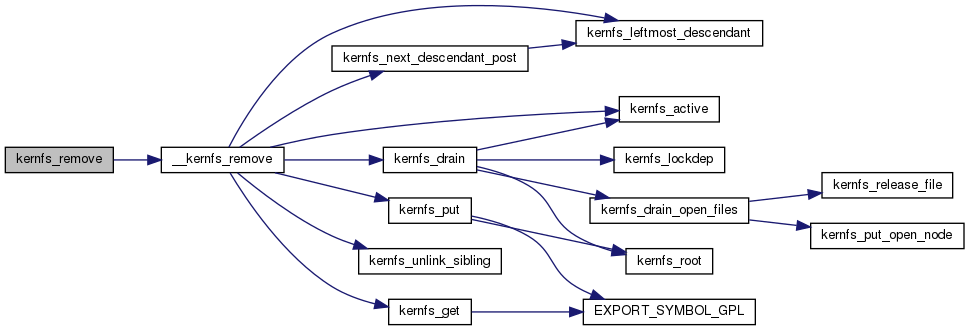 kernfs_leftmost_descendant
kernfs_next_descendant_post
kernfs_active
kernfs_remove
__kernfs_remove
kernfs_drain
kernfs_lockdep
kernfs_release_file
kernfs_put
kernfs_drain_open_files
kernfs_put_open_node
kernfs_unlink_sibling
kernfs_root
kernfs_get
EXPORT_SYMBOL_GPL